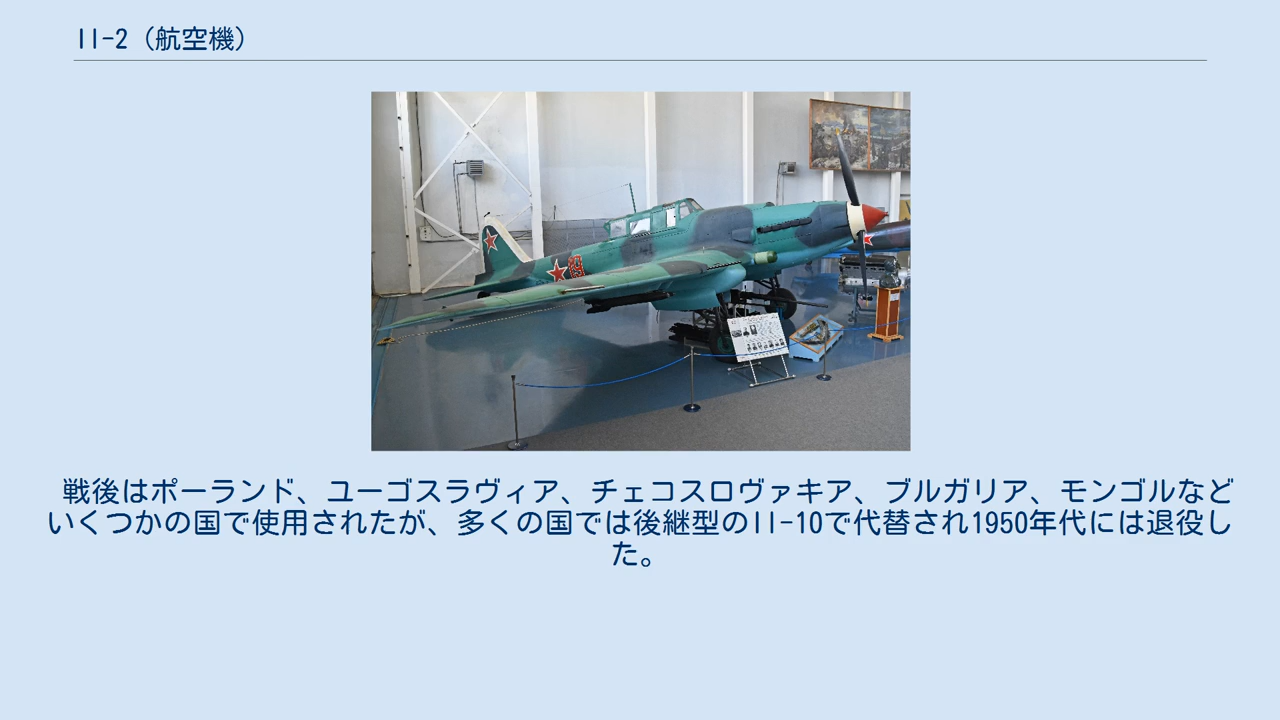 Il-2（航空機）
戦後はポーランド、ユーゴスラヴィア、チェコスロヴァキア、ブルガリア、モンゴルなど
いくつかの国で使用されたが、多くの国では後継型のIl-10で代替され1950年代には退役し
た。